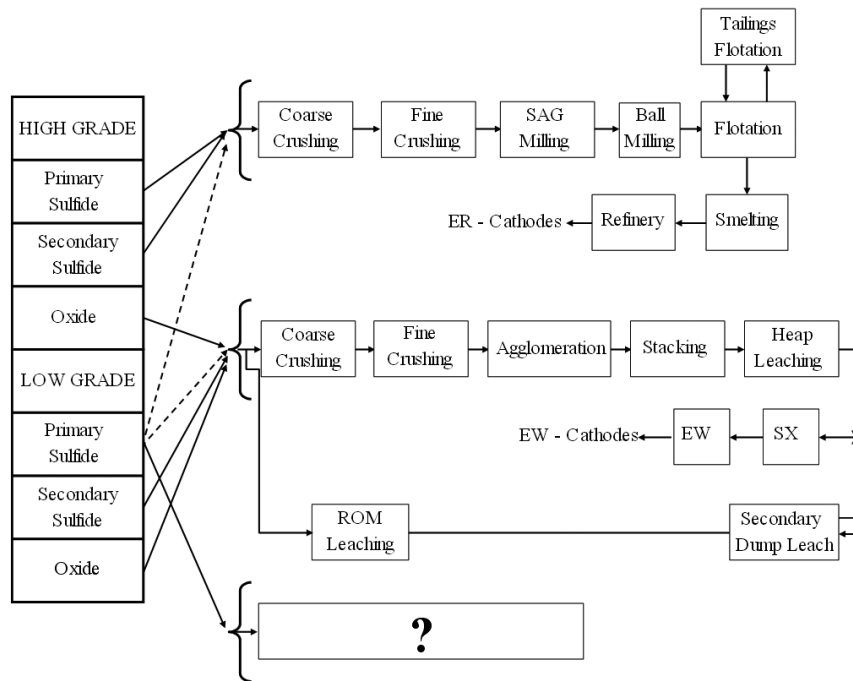 Tailings
Flotation
HIGH GRADE
Primary
Sulfide
Secondary
Sulfide
Oxide
LOW GRADE
Primary
Sulfide
Secondary
Sulfide
Oxide
Coarse
Crushing
Fine
Crushing
SAG
Milling
Ball
Milling
Flotation
ER - Cathodes
Refinery
Smelting
Coarse
Crushing
Fine
Crushing
Agglomeration
Stacking
Heap
Leaching
EW - Cathodes
EW
SX
ROM
Leaching
Secondary
Dump Leach
?